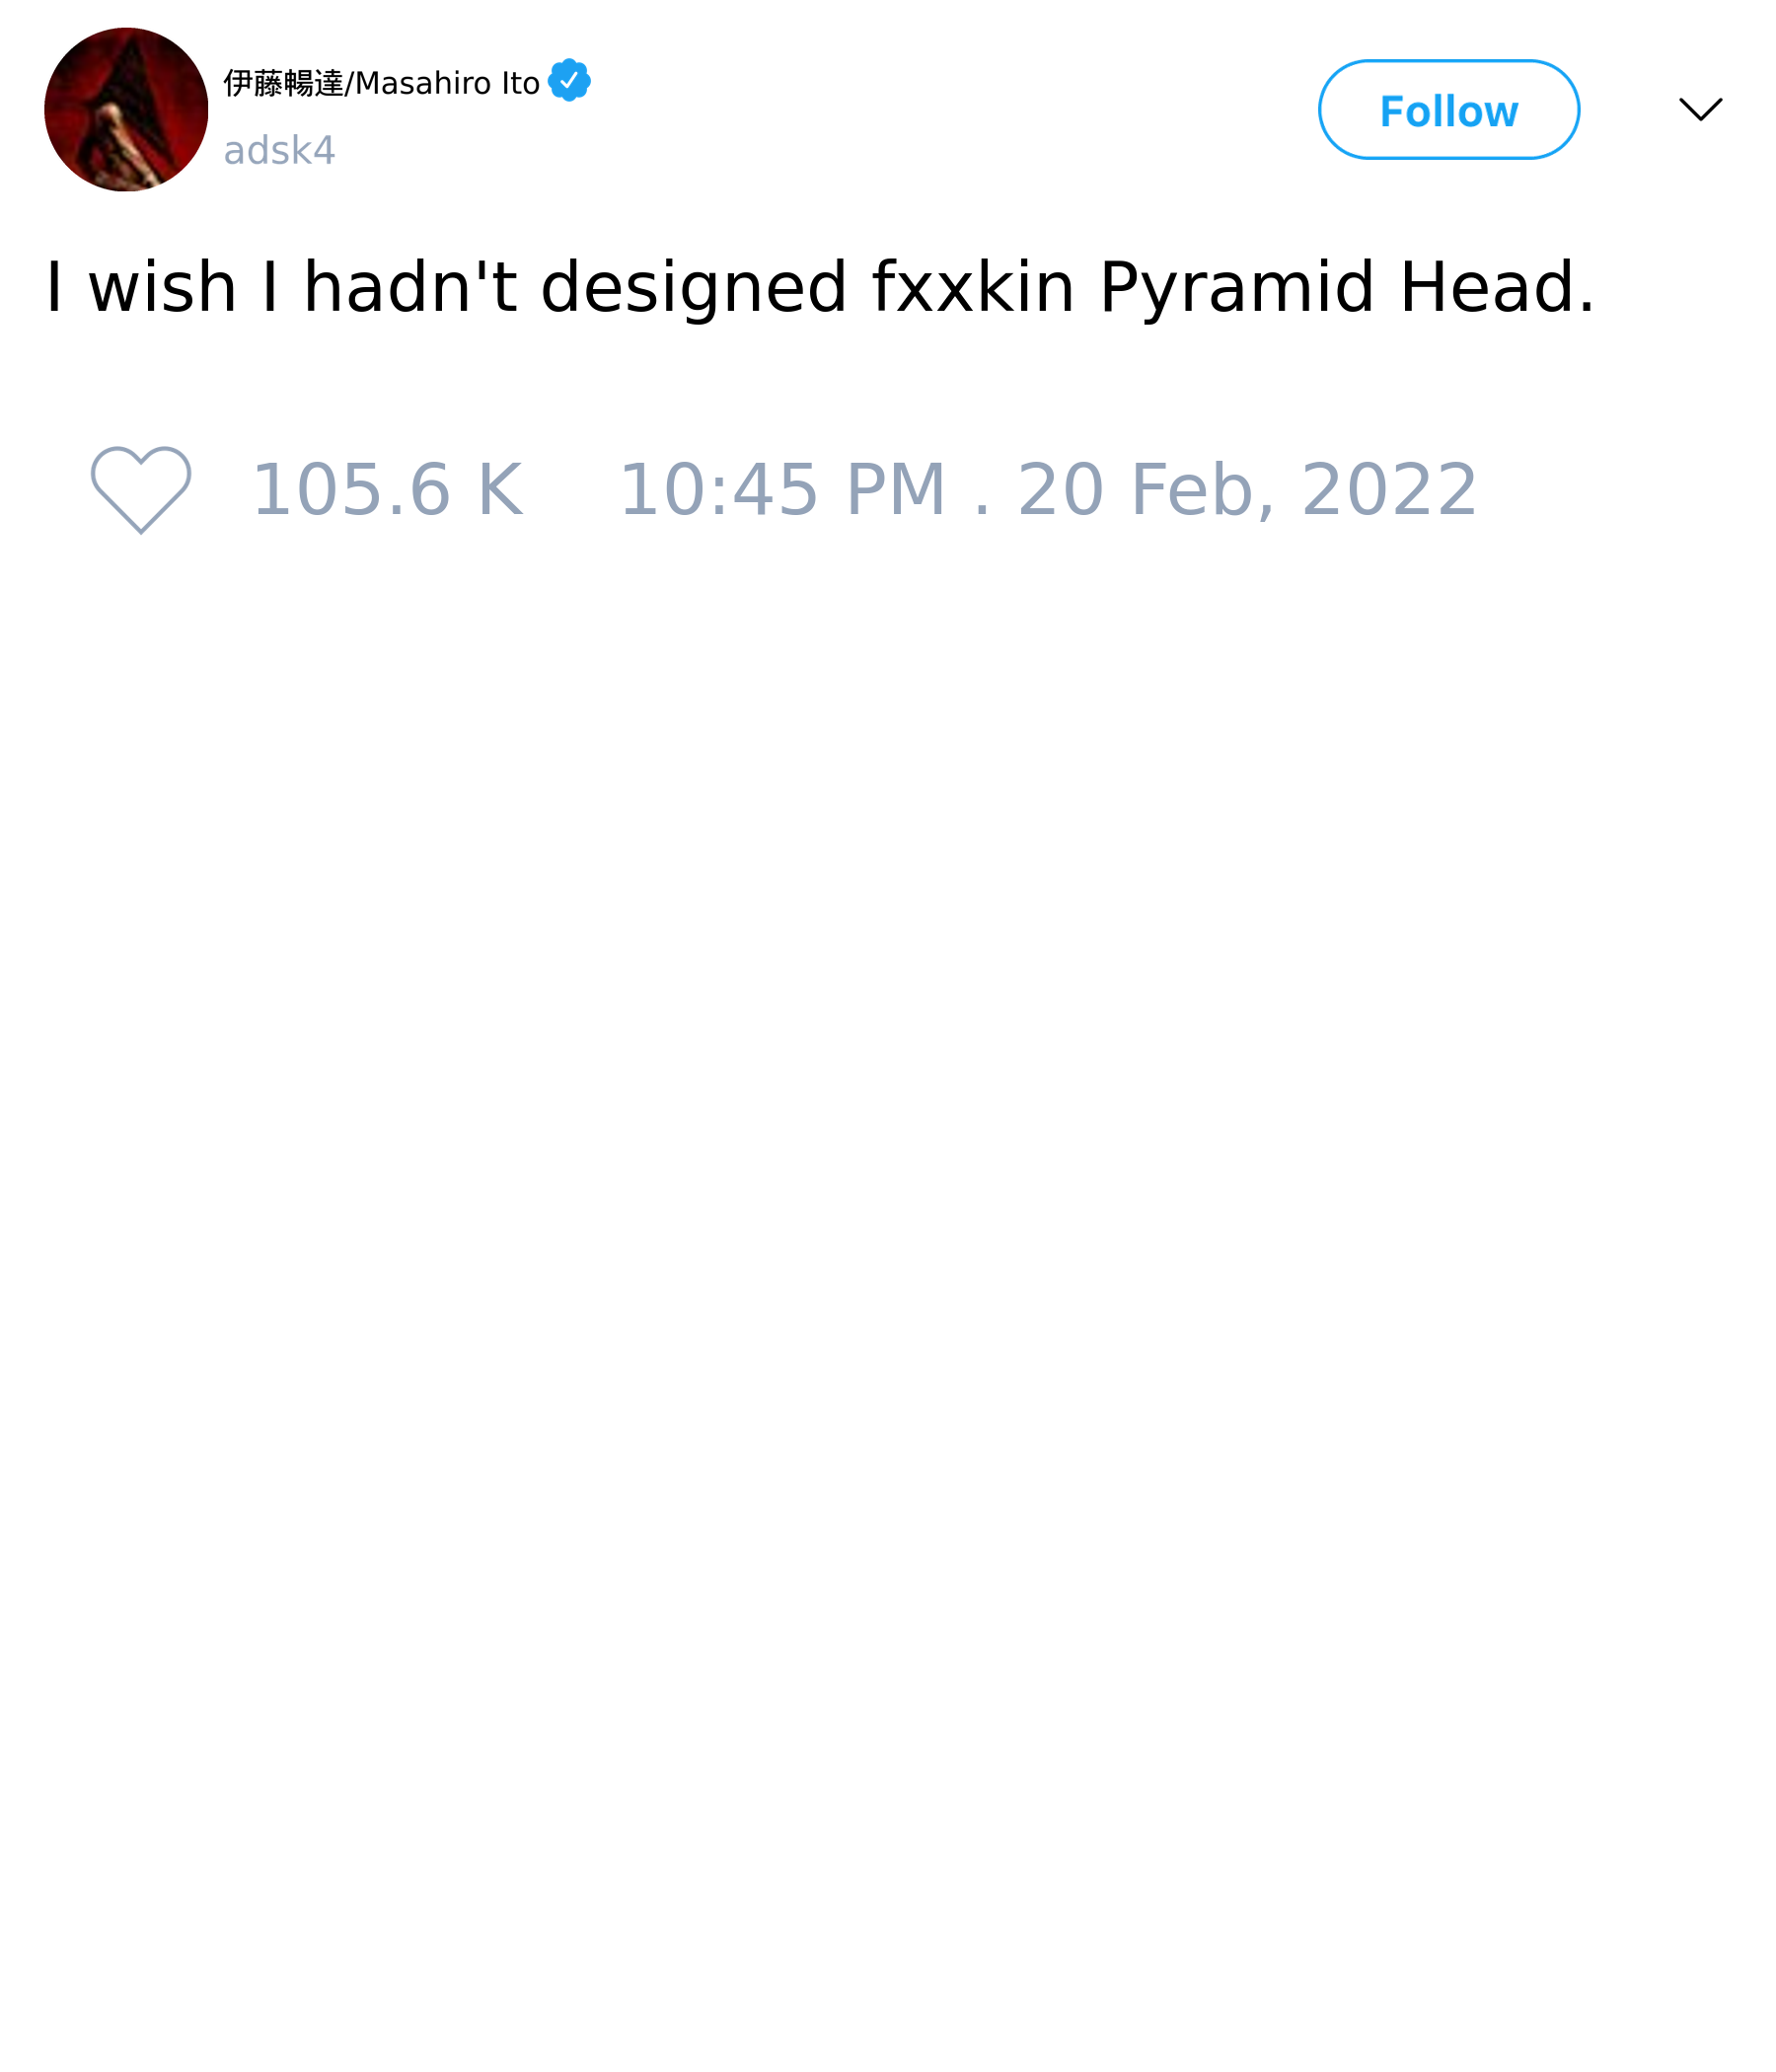 伊藤暢達/Masahiro Ito
Follow
adsk4
I wish I hadn't designed fxxkin Pyramid Head.
105.6 K 10:45 PM . 20 Feb, 2022